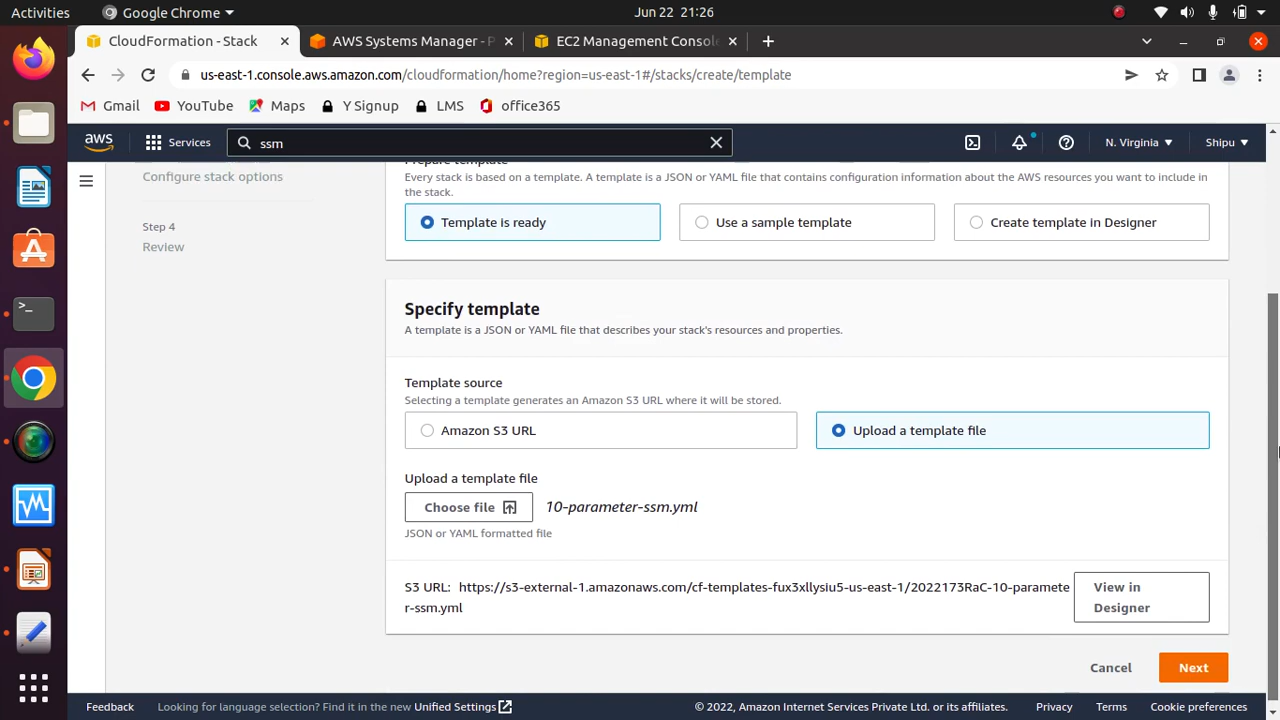 Activities
Google Chrome
Jun 22 21:26
CloudFormation - Stack
AWS Systems Manager - P
EC2 Management Console
us-east-1.console.aws.amazon.com/cloudformation/home?region=us-east-1#/stacks/create/template
Gmail
YouTube
Maps
Y Signup
LMS
office365
aws
Services
ssm
N. Virginia
Shipu
Configure stack options
Step 4
Review
Prepare template
Every stack is based on a template. A template is a JSON or YAML file that contains configuration information about the AWS resources you want to include in
the stack.
Template is ready
Use a sample template
Create template in Designer
Specify template
A template is a JSON or YAML file that describes your stack's resources and properties.
Template source
Selecting a template generates an Amazon S3 URL where it will be stored.
Amazon S3 URL
Upload a template file
Upload a template file
Choose file
10-parameter-ssm.yml
JSON or YAML formatted file
S3 URL: https://s3-external-1.amazonaws.com/cf-templates-fux3xllysiu5-us-east-1/2022173RaC-10-paramete
r-ssm.yml
View in
Designer
Cancel
Next
Feedback
Looking for language selection? Find it in the new Unified Settings
© 2022, Amazon Internet Services Private Ltd. or its affiliates.
Privacy
Terms
Cookie preferences